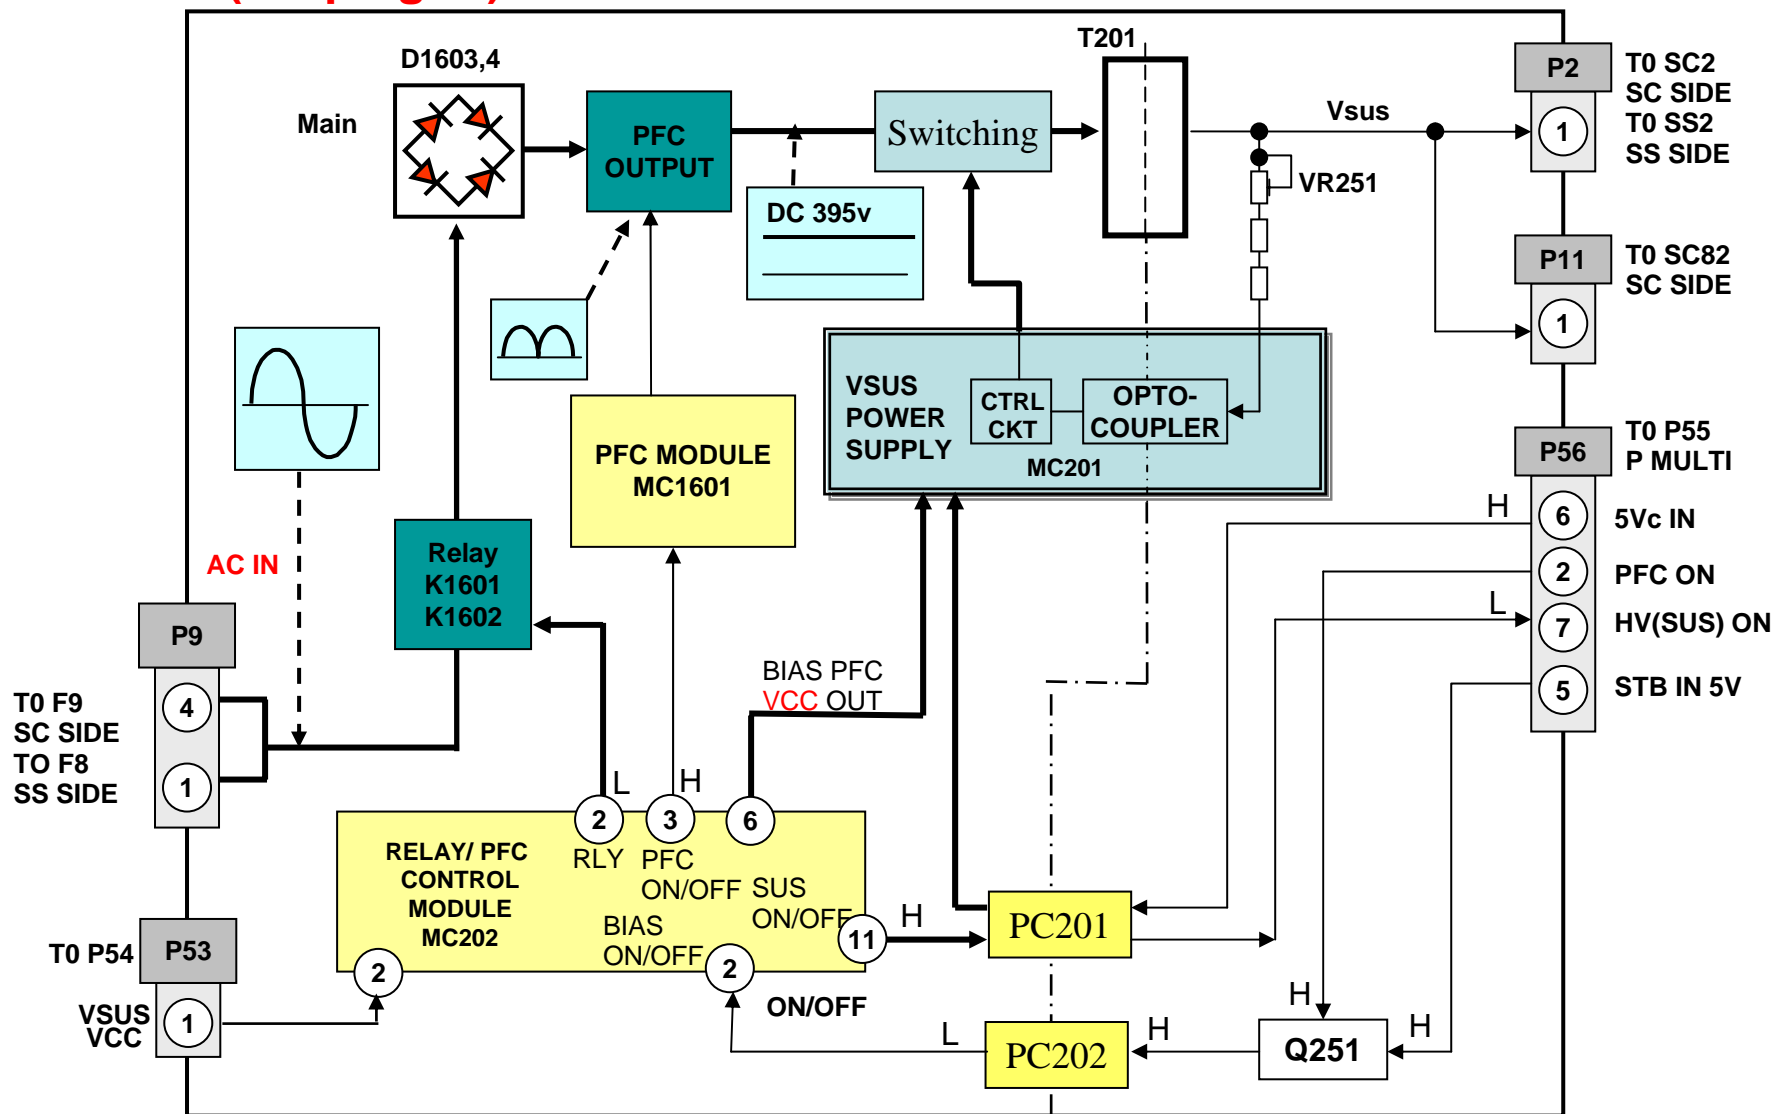 T201
D1603,4
P2
T0 SC2
SC SIDE
T0 SS2
SS SIDE
Main
PFC
OUTPUT
Switching
Vsus
1
VR251
DC 395v
P11
T0 SC82
SC SIDE
1
VSUS
POWER
SUPPLY
CTRL
CKT
OPTO-
COUPLER
MC201
PFC MODULE
MC1601
P56
T0 P55
P MULTI
H
6
5Vc IN
2
PFC ON
L
7
HV(SUS) ON
5
STB IN 5V
AC IN
Relay
K1601
K1602
P9
4
1
T0 F9
SC SIDE
TO F8
SS SIDE
BIAS PFC
VCC OUT
L
H
2
3
6
RLY
PFC
ON/OFF
SUS
ON/OFF
RELAY/ PFC
CONTROL
MODULE
MC202
BIAS
ON/OFF
11
H
PC201
2
2
ON/OFF
T0 P54
P53
VSUS
VCC
1
L
PC202
H
H
Q251
H